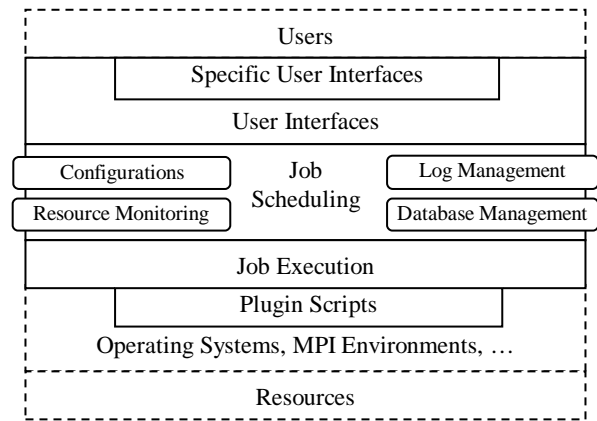 Users
Specific User Interfaces
User Interfaces
Configurations
Resource Monitoring
Job
Scheduling
Log Management
Database Management
Job Execution
Plugin Scripts
Operating Systems, MPI Environments, …
Resources